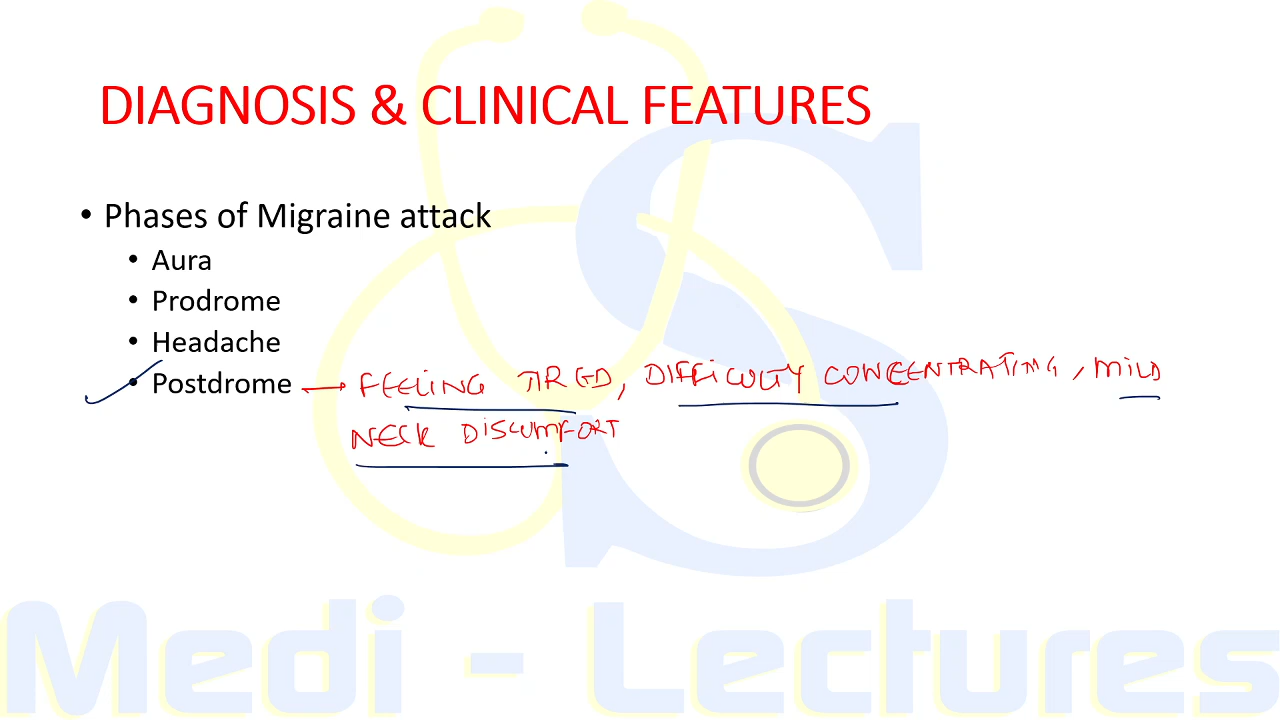 DIAGNOSIS & CLINICAL FEATURES
• Phases of Migraine attack
• Aura
• Prodrome
• Headache
• Postdrome → FEELING TIRED, DIFFICULTY CONCENTRATING, MILD
NECK DISCOMFORT
Medi - Lectures